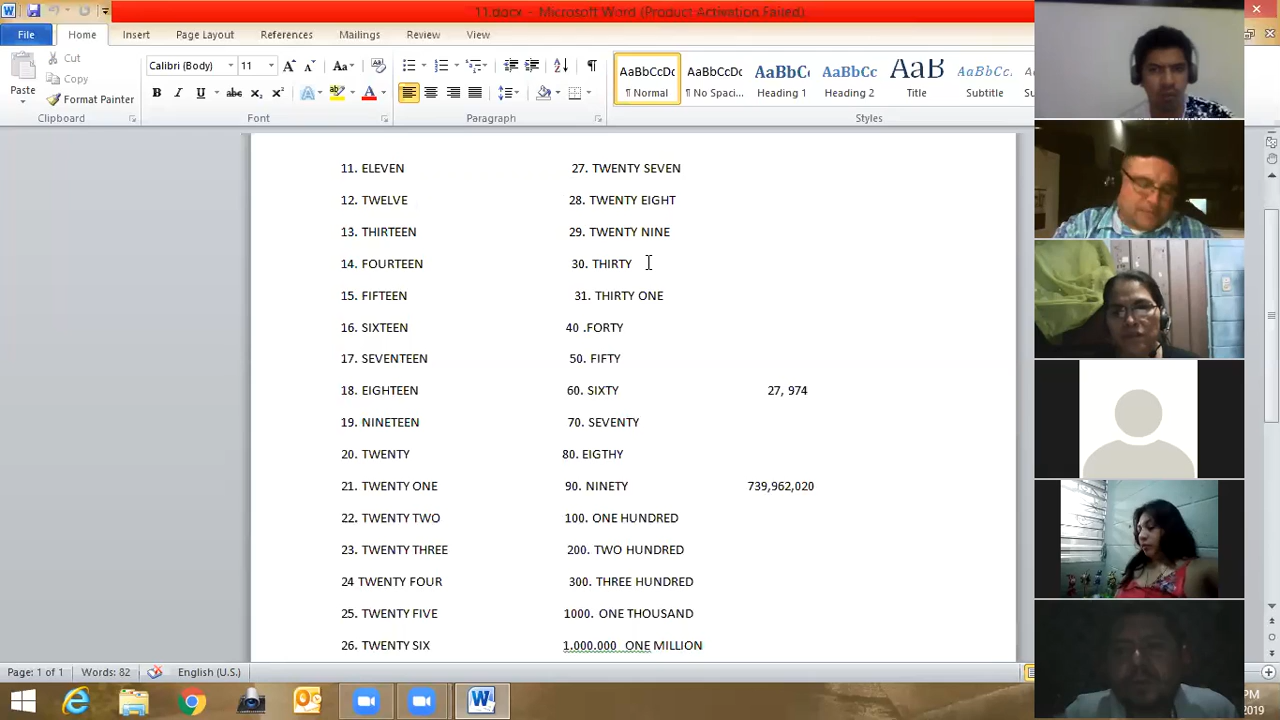 11.docx - Microsoft Word (Product Activation Failed)
File Home Insert Page Layout References Mailings Review View
Cut
Copy
Paste
Format Painter
Clipboard
Calibri (Body) 11
Font
Paragraph
AaBbCcDc AaBbCcDc AaBbCc AaBbCc AaB AaBbCc
¶ Normal ¶ No Spaci... Heading 1 Heading 2 Title Subtitle
Styles
11. ELEVEN 27. TWENTY SEVEN
12. TWELVE 28. TWENTY EIGHT
13. THIRTEEN 29. TWENTY NINE
14. FOURTEEN 30. THIRTY
15. FIFTEEN 31. THIRTY ONE
16. SIXTEEN 40 .FORTY
17. SEVENTEEN 50. FIFTY
18. EIGHTEEN 60. SIXTY 27, 974
19. NINETEEN 70. SEVENTY
20. TWENTY 80. EIGTHY
21. TWENTY ONE 90. NINETY 739,962,020
22. TWENTY TWO 100. ONE HUNDRED
23. TWENTY THREE 200. TWO HUNDRED
24 TWENTY FOUR 300. THREE HUNDRED
25. TWENTY FIVE 1000. ONE THOUSAND
26. TWENTY SIX 1.000.000 ONE MILLION
Page: 1 of 1 Words: 82 English (U.S.)
PM
2019